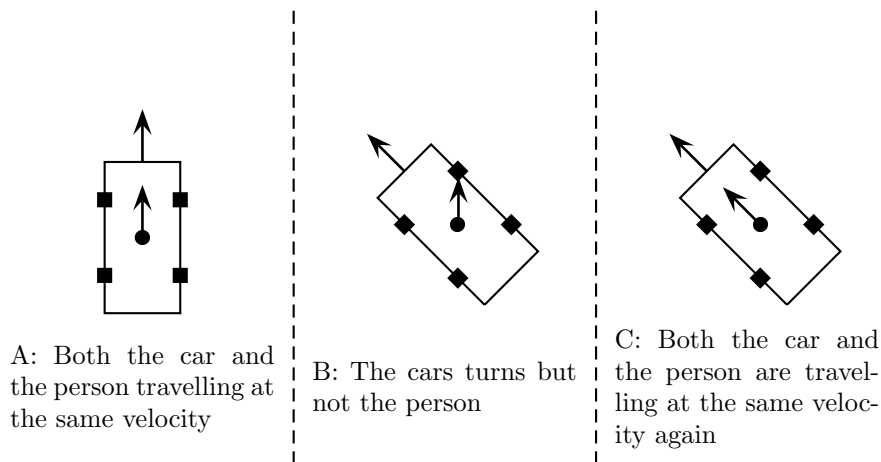 A: Both the car and
the person travelling at
the same velocity
B: The cars turns but
not the person
C: Both the car and
the person are travel-
ling at the same veloc-
ity again